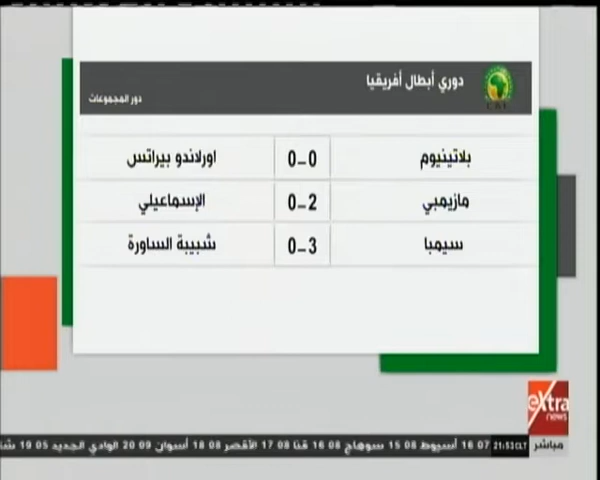 دوري أبطال أفريقيا
دور المجموعات
بلاتينيوم 0-0 اورلاندو بيراتس
مازيمبي 2-0 الإسماعيلي
سيمبا 3-0 شبيبة الساورة
eXtra
news
مباشر
21:53CLT
07 16 أسيوط 08 15 سوهاج 08 16 قنا 08 17 الأقصر 08 18 أسوان 09 20 الوادي الجديد 05 19